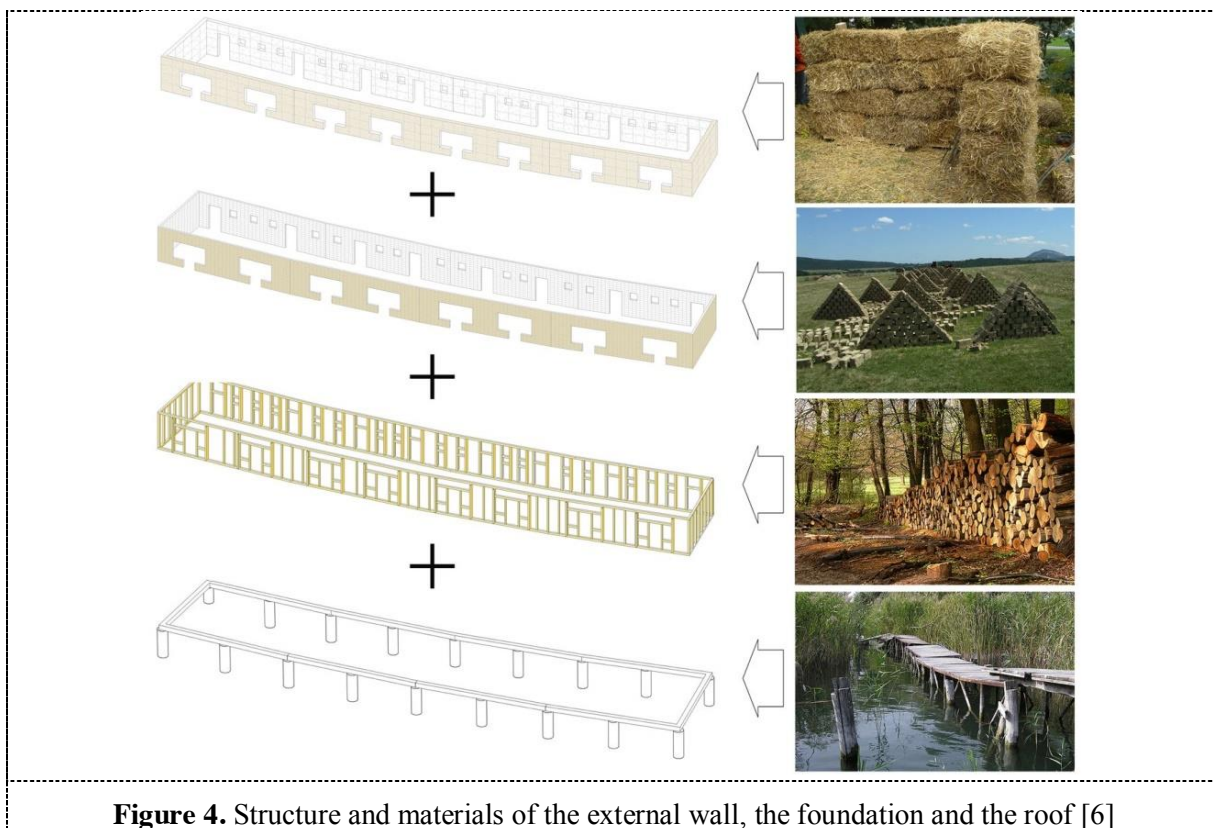 Figure 4. Structure and materials of the external wall, the foundation and the roof [6]